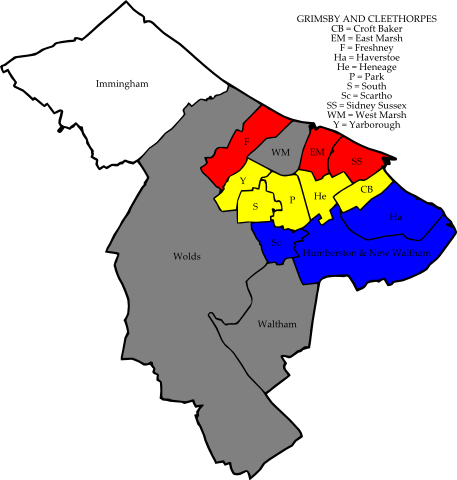 GRIMSBY AND CLEETHORPES
CB = Croft Baker
EM = East Marsh
F = Freshney
Ha = Haverstoe
He = Heneage
P = Park
S = South
Sc = Scartho
SS = Sidney Sussex
WM = West Marsh
Y = Yarborough
Immingham
F
WM
EM
SS
Y
He
CB
S
P
Ha
Sc
Wolds
Humberston & New Waltham
Waltham